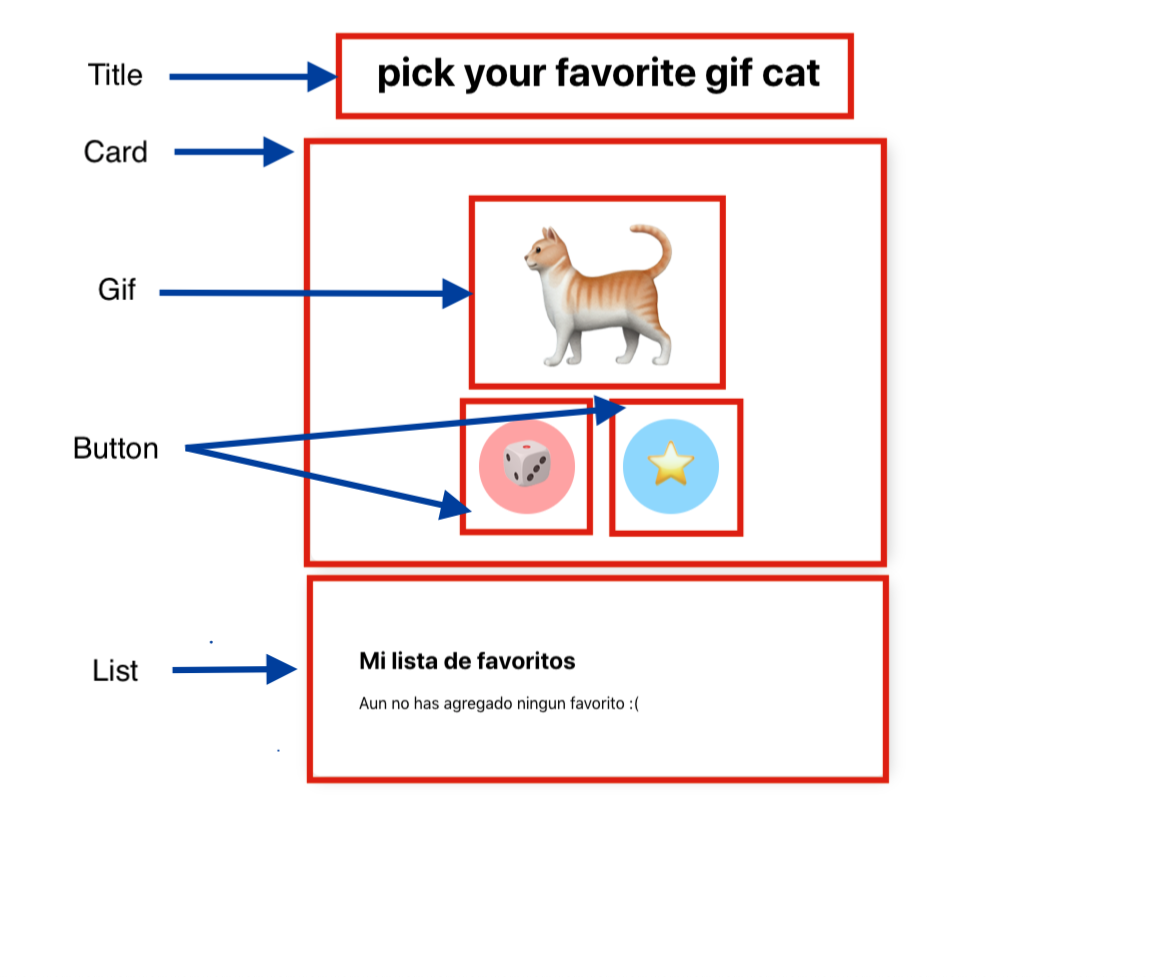 Title
pick your favorite gif cat
Card
Gif
Button
List
Mi lista de favoritos
Aun no has agregado ningun favorito :(